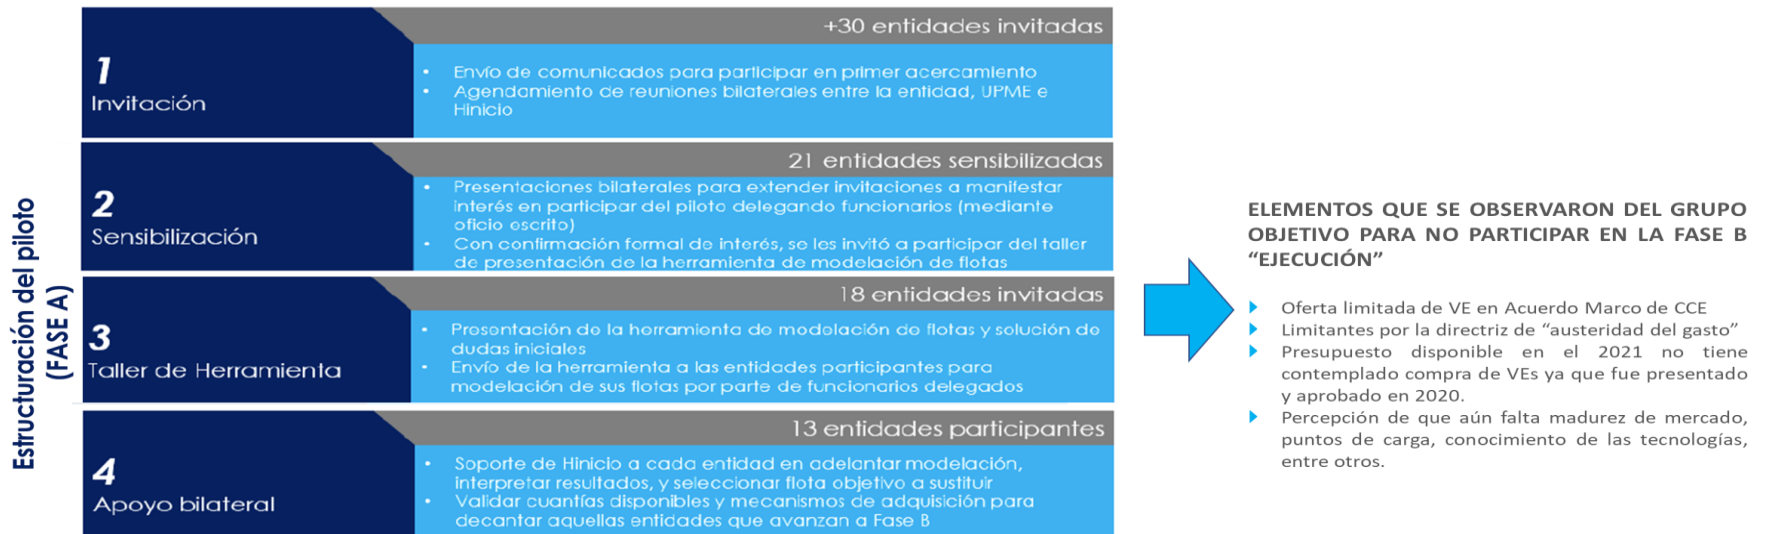 Estructuración del piloto
(FASE A)
+30 entidades invitadas
1
Invitación
• Envío de comunicados para participar en primer acercamiento
• Agendamiento de reuniones bilaterales entre la entidad, UPME e
Hinicio
21 entidades sensibilizadas
2
Sensibilización
• Presentaciones bilaterales para extender invitaciones a manifestar
interés en participar del piloto delegando funcionarios (mediante
oficio escrito)
• Con confirmación formal de interés, se les invitó a participar del taller
de presentación de la herramienta de modelación de flotas
18 entidades invitadas
3
Taller de Herramienta
• Presentación de la herramienta de modelación de flotas y solución de
dudas iniciales
• Envío de la herramienta a las entidades participantes para
modelación de sus flotas por parte de funcionarios delegados
13 entidades participantes
4
Apoyo bilateral
• Soporte de Hinicio a cada entidad en adelantar modelación,
interpretar resultados, y seleccionar flota objetivo a sustituir
• Validar cuantías disponibles y mecanismos de adquisición para
decantar aquellas entidades que avanzan a Fase B
ELEMENTOS QUE SE OBSERVARON DEL GRUPO
OBJETIVO PARA NO PARTICIPAR EN LA FASE B
“EJECUCIÓN”
Oferta limitada de VE en Acuerdo Marco de CCE
Limitantes por la directriz de “austeridad del gasto”
Presupuesto disponible en el 2021 no tiene
contemplado compra de VEs ya que fue presentado
y aprobado en 2020.
Percepción de que aún falta madurez de mercado,
puntos de carga, conocimiento de las tecnologías,
entre otros.